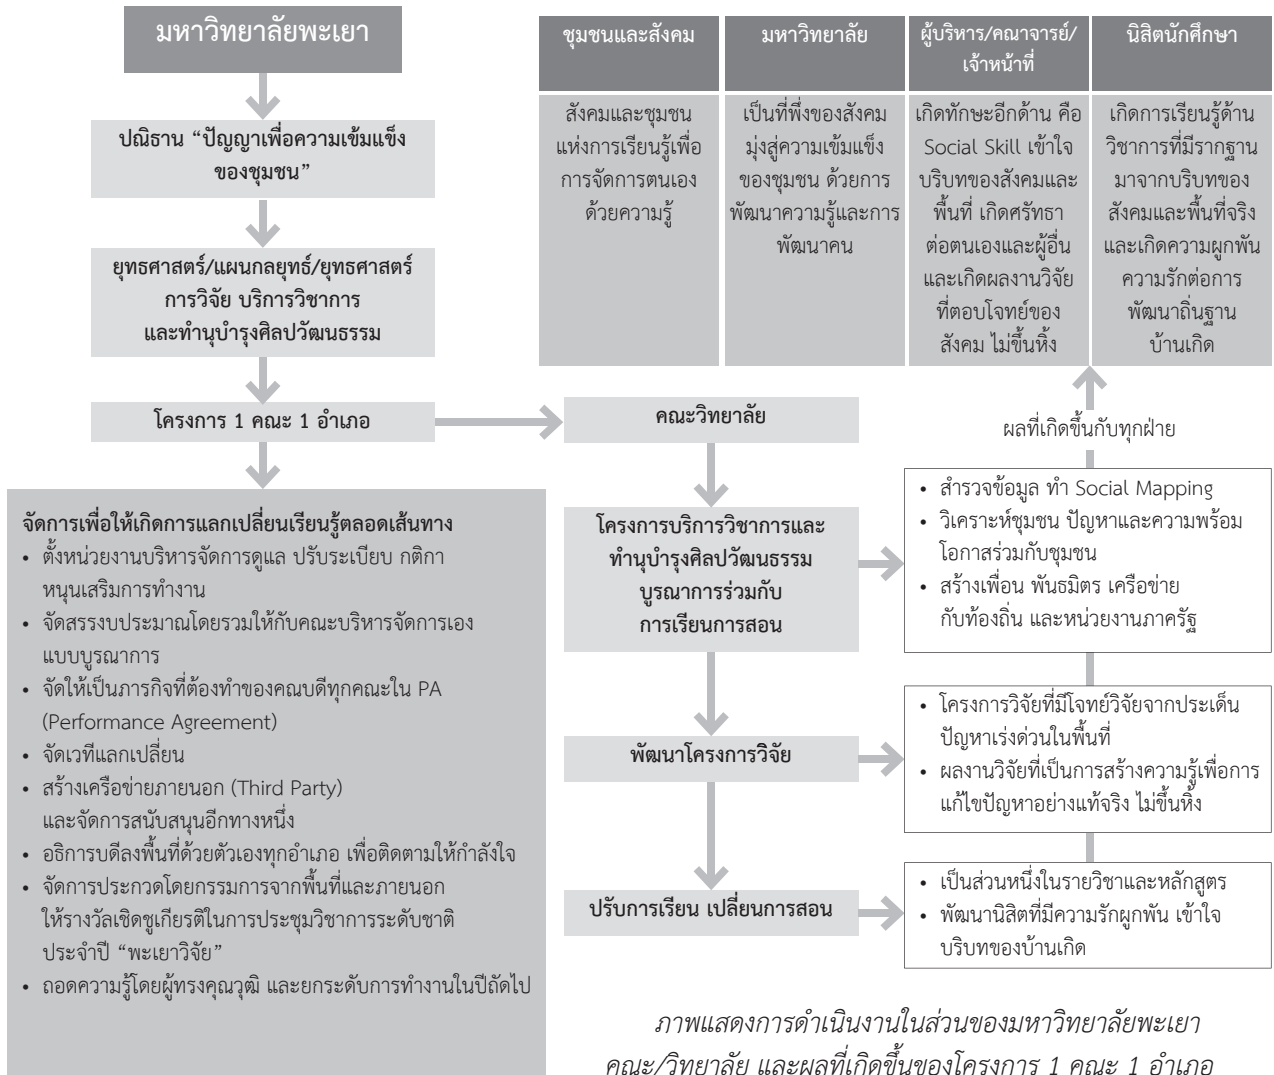 มหาวิทยาลัยพะเยา
ปณิธาน “ปัญญาเพื่อความเข้มแข็ง
ของชุมชน”
ยุทธศาสตร์/แผนกลยุทธ์/ยุทธศาสตร์
การวิจัย บริการวิชาการ
และทำนุบำรุงศิลปวัฒนธรรม
โครงการ 1 คณะ 1 อำเภอ
จัดการเพื่อให้เกิดการแลกเปลี่ยนเรียนรู้ตลอดเส้นทาง
• ตั้งหน่วยงานบริหารจัดการดูแล ปรับระเบียบ กติกา
หนุนเสริมการทำงาน
• จัดสรรงบประมาณโดยรวมให้กับคณะบริหารจัดการเอง
แบบบูรณาการ
• จัดให้เป็นภารกิจที่ต้องทำของคณบดีทุกคณะใน PA
(Performance Agreement)
• จัดเวทีแลกเปลี่ยน
• สร้างเครือข่ายภายนอก (Third Party)
และจัดการสนับสนุนอีกทางหนึ่ง
• อธิการบดีลงพื้นที่ด้วยตัวเองทุกอำเภอ เพื่อติดตามให้กำลังใจ
• จัดการประกวดโดยกรรมการจากพื้นที่และภายนอก
ให้รางวัลเชิดชูเกียรติในการประชุมวิชาการระดับชาติ
ประจำปี “พะเยาวิจัย”
• ถอดความรู้โดยผู้ทรงคุณวุฒิ และยกระดับการทำงานในปีถัดไป
ชุมชนและสังคม
สังคมและชุมชน
แห่งการเรียนรู้เพื่อ
การจัดการตนเอง
ด้วยความรู้
มหาวิทยาลัย
เป็นที่พึ่งของสังคม
มุ่งสู่ความเข้มแข็ง
ของชุมชน ด้วยการ
พัฒนาความรู้และการ
พัฒนาคน
ผู้บริหาร/คณาจารย์/
เจ้าหน้าที่
เกิดทักษะอีกด้าน คือ
Social Skill เข้าใจ
บริบทของสังคมและ
พื้นที่ เกิดศรัทธา
ต่อตนเองและผู้อื่น
และเกิดผลงานวิจัย
ที่ตอบโจทย์ของ
สังคม ไม่ขึ้นหิ้ง
นิสิตนักศึกษา
เกิดการเรียนรู้ด้าน
วิชาการที่มีรากฐาน
มาจากบริบทของ
สังคมและพื้นที่จริง
และเกิดความผูกพัน
ความรักต่อการ
พัฒนาถิ่นฐาน
บ้านเกิด
คณะวิทยาลัย
โครงการบริการวิชาการและ
ทำนุบำรุงศิลปวัฒนธรรม
บูรณาการร่วมกับ
การเรียนการสอน
พัฒนาโครงการวิจัย
ปรับการเรียน เปลี่ยนการสอน
ผลที่เกิดขึ้นกับทุกฝ่าย
• สำรวจข้อมูล ทำ Social Mapping
• วิเคราะห์ชุมชน ปัญหาและความพร้อม
โอกาสร่วมกับชุมชน
• สร้างเพื่อน พันธมิตร เครือข่าย
กับท้องถิ่น และหน่วยงานภาครัฐ
• โครงการวิจัยที่มีโจทย์วิจัยจากประเด็น
ปัญหาเร่งด่วนในพื้นที่
• ผลงานวิจัยที่เป็นการสร้างความรู้เพื่อการ
แก้ไขปัญหาอย่างแท้จริง ไม่ขึ้นหิ้ง
• เป็นส่วนหนึ่งในรายวิชาและหลักสูตร
• พัฒนานิสิตที่มีความรักผูกพัน เข้าใจ
บริบทของบ้านเกิด
ภาพแสดงการดำเนินงานในส่วนของมหาวิทยาลัยพะเยา
คณะ/วิทยาลัย และผลที่เกิดขึ้นของโครงการ 1 คณะ 1 อำเภอ